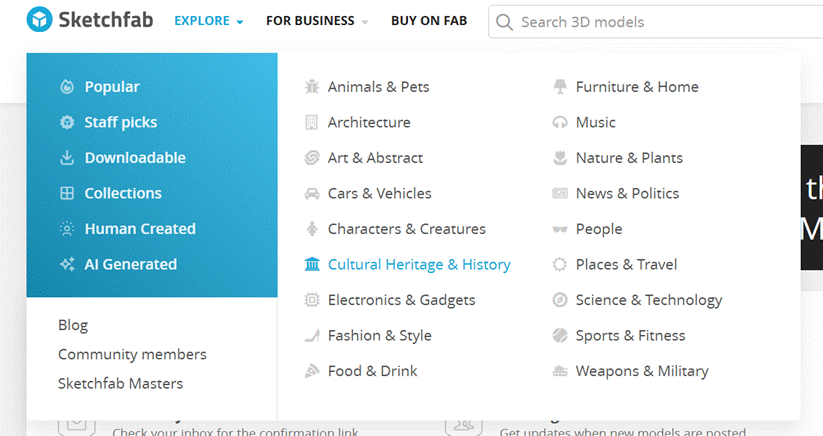 Sketchfab EXPLORE FOR BUSINESS BUY ON FAB Search 3D models
Popular
Staff picks
Downloadable
Collections
Human Created
AI Generated
Blog
Community members
Sketchfab Masters
Animals & Pets
Architecture
Art & Abstract
Cars & Vehicles
Characters & Creatures
Cultural Heritage & History
Electronics & Gadgets
Fashion & Style
Food & Drink
Furniture & Home
Music
Nature & Plants
News & Politics
People
Places & Travel
Science & Technology
Sports & Fitness
Weapons & Military
Check your inbox for the confirmation link
Get updates when new models are posted